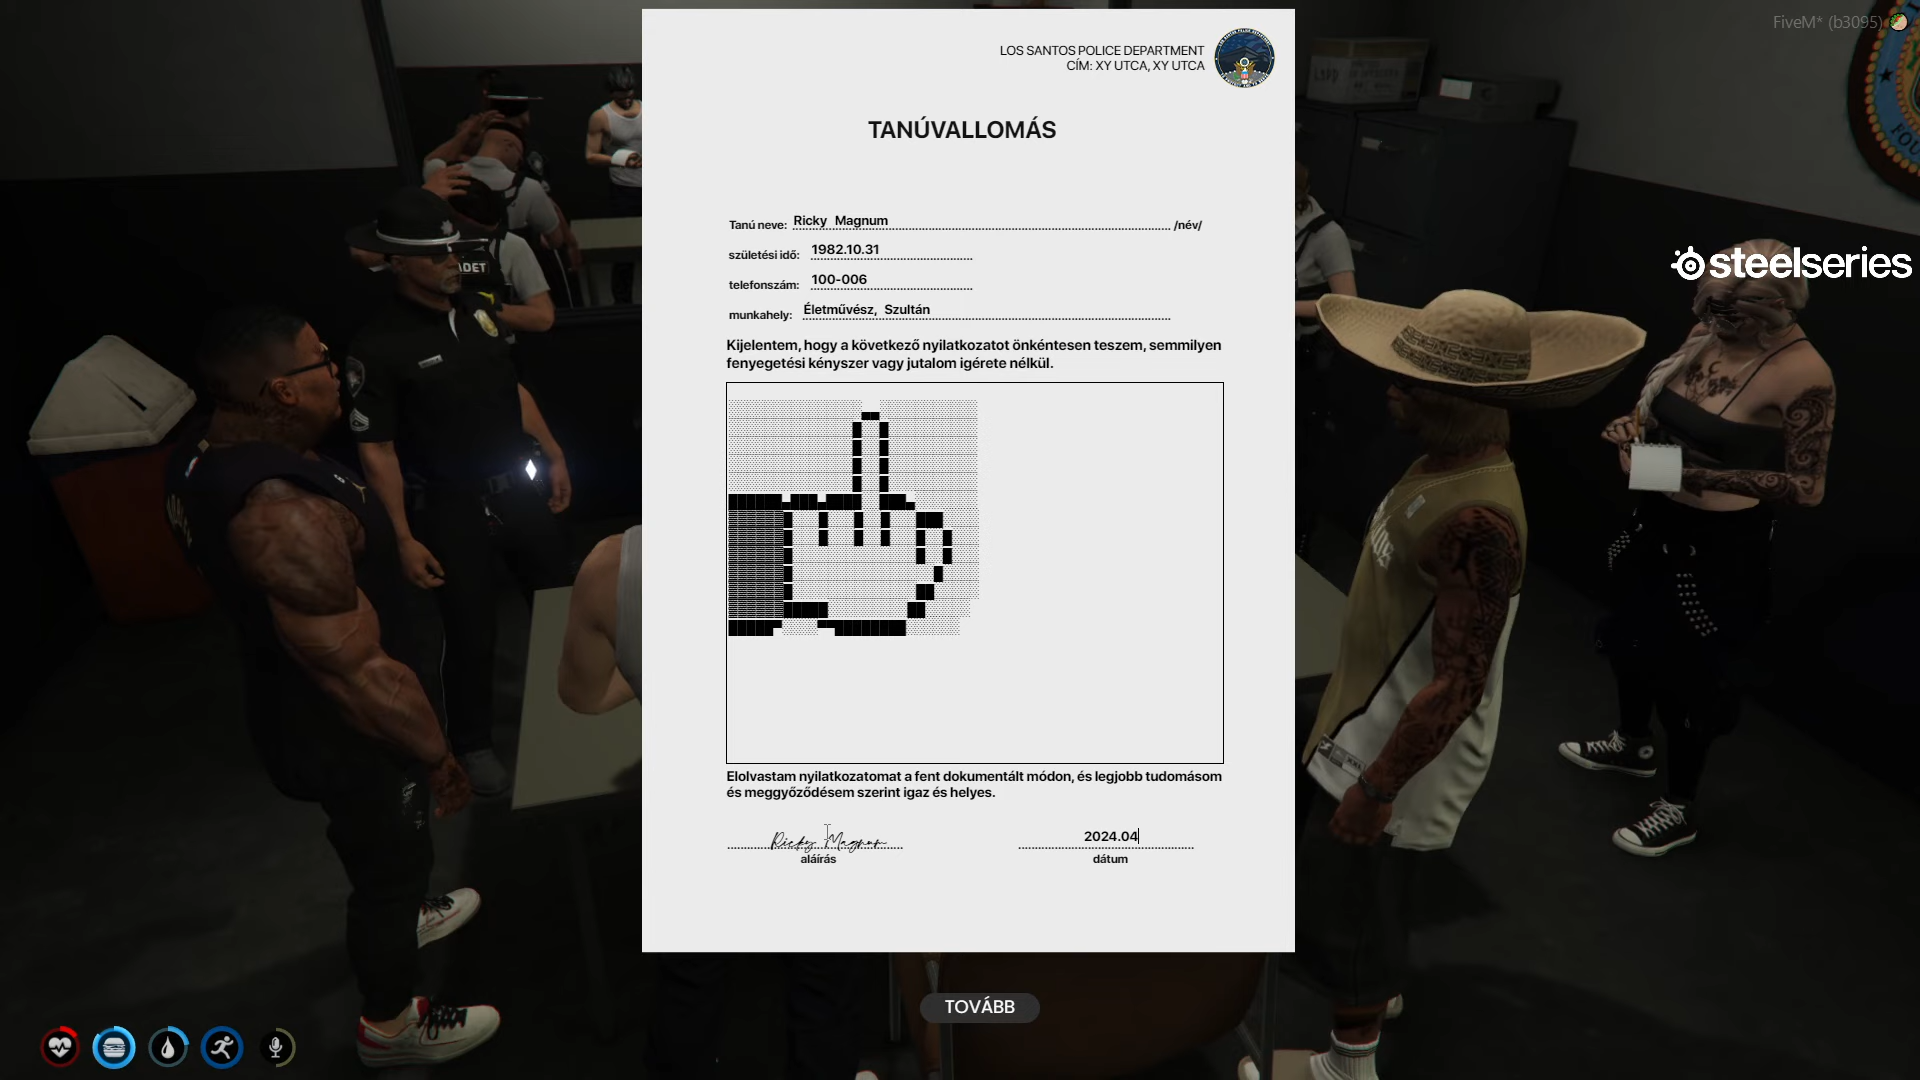 FiveM* (b3095)
LOS SANTOS POLICE DEPARTMENT
CÍM: XY UTCA, XY UTCA
TANÚVALLOMÁS
Tanú neve: Ricky Magnum /név/
születési idő: 1982.10.31
telefonszám: 100-006
munkahely: Életművész, Szultán
Kijelentem, hogy a következő nyilatkozatot önkéntesen teszem, semmilyen
fenyegetési kényszer vagy jutalom igérete nélkül.
Elolvastam nyilatkozatomat a fent dokumentált módon, és legjobb tudomásom
és meggyőződésem szerint igaz és helyes.
Ricky Magnum
2024.04
aláírás
dátum
TOVÁBB
steelseries